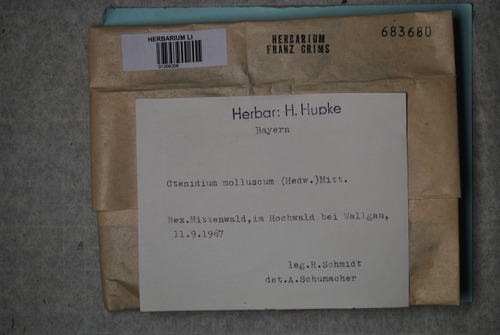 HERBARIUM LI
HERBARIUM
FRANZ GRIMS
683680
Herbar: H. Hupke
Bayern
Ctenidium molluscum (Hedw.)Mitt.
Bez.Mittenwald,im Hochwald bei Wallgau,
11.9.1967
leg.H.Schmidt
det.A.Schumacher